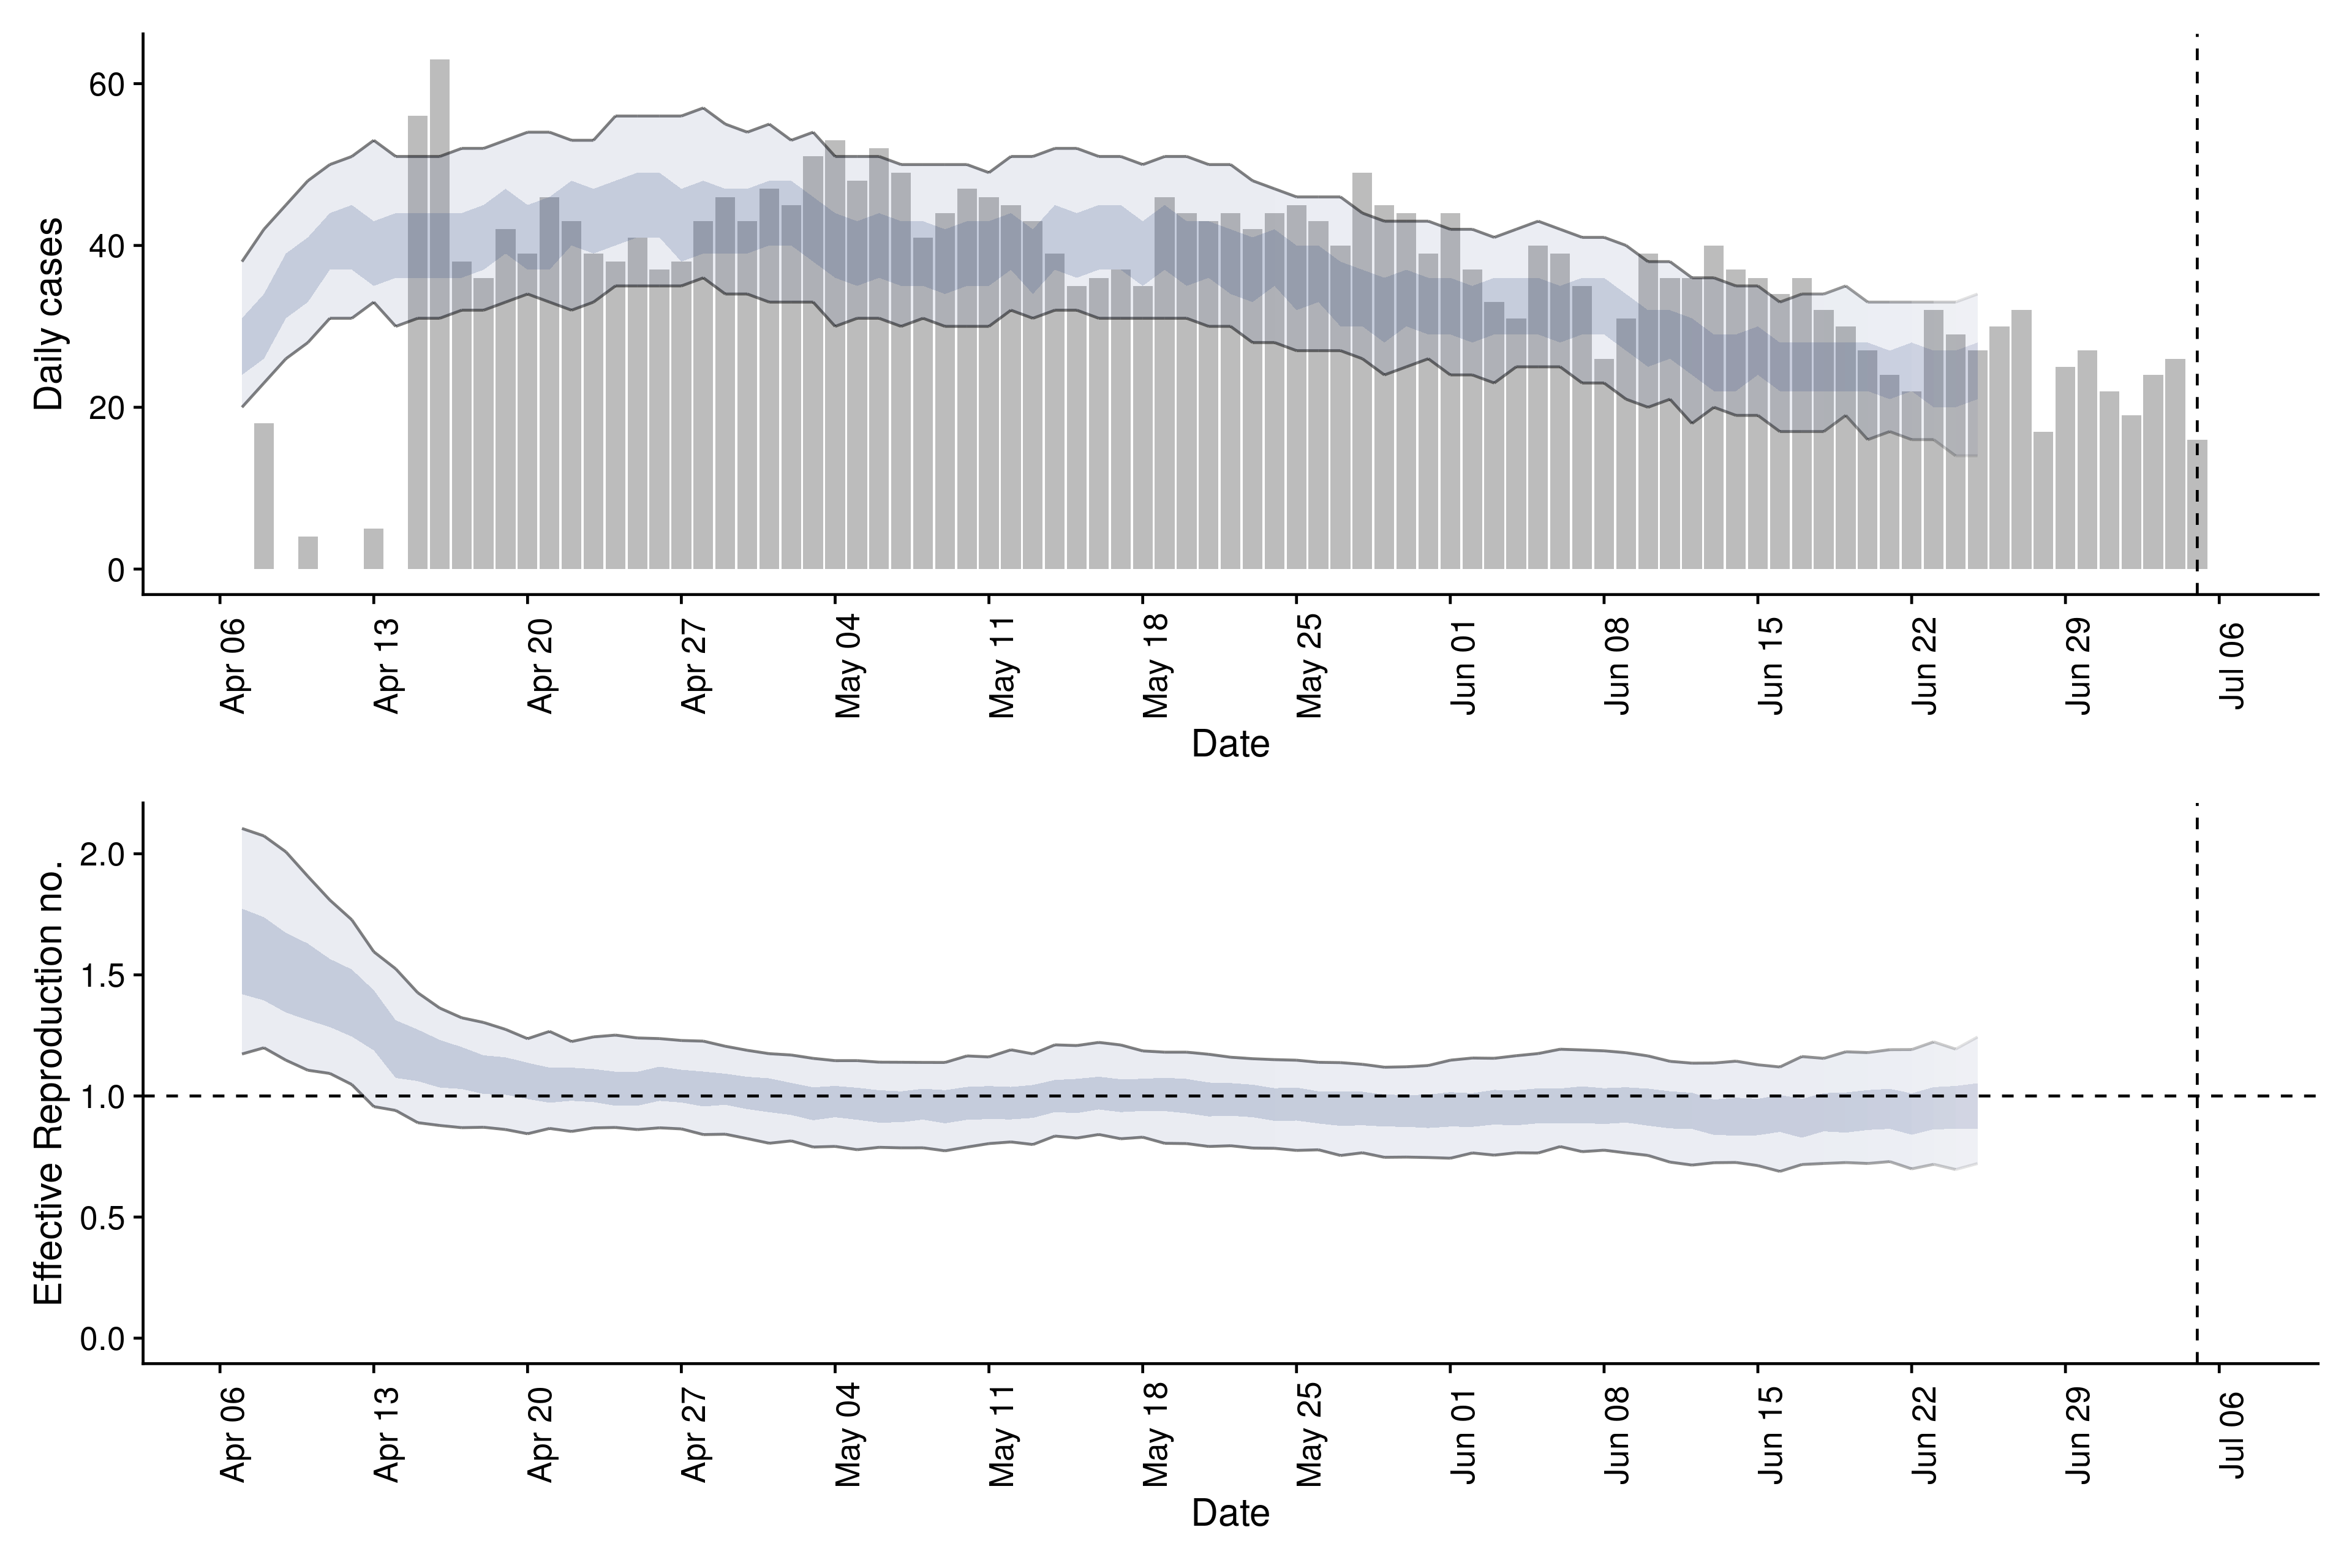 Daily cases
60
40
20
0
Apr 06
Apr 13
Apr 20
Apr 27
May 04
May 11
May 18
May 25
Jun 01
Jun 08
Jun 15
Jun 22
Jun 29
Jul 06
Date
Effective Reproduction no.
2.0
1.5
1.0
0.5
0.0
Apr 06
Apr 13
Apr 20
Apr 27
May 04
May 11
May 18
May 25
Jun 01
Jun 08
Jun 15
Jun 22
Jun 29
Jul 06
Date